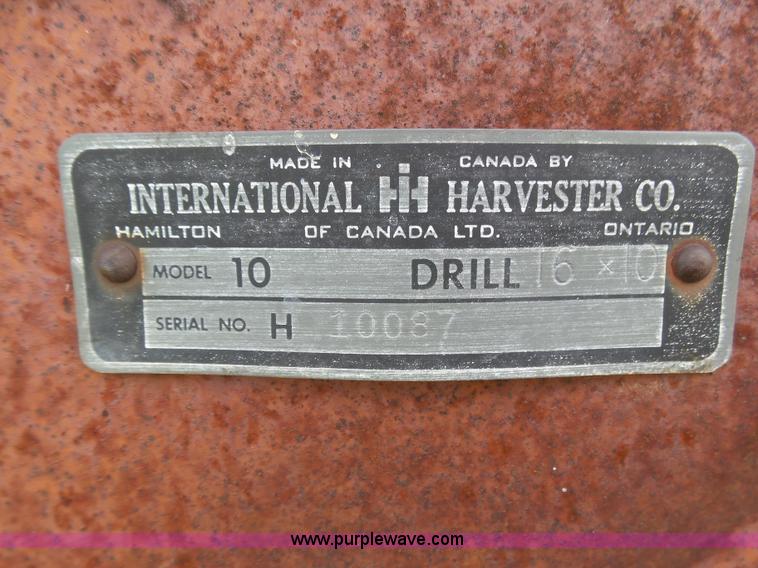 MADE IN CANADA BY
INTERNATIONAL IH HARVESTER CO.
HAMILTON OF CANADA LTD. ONTARIO
MODEL 10 DRILL 16 × 10
SERIAL NO. H 10087
www.purplewave.com